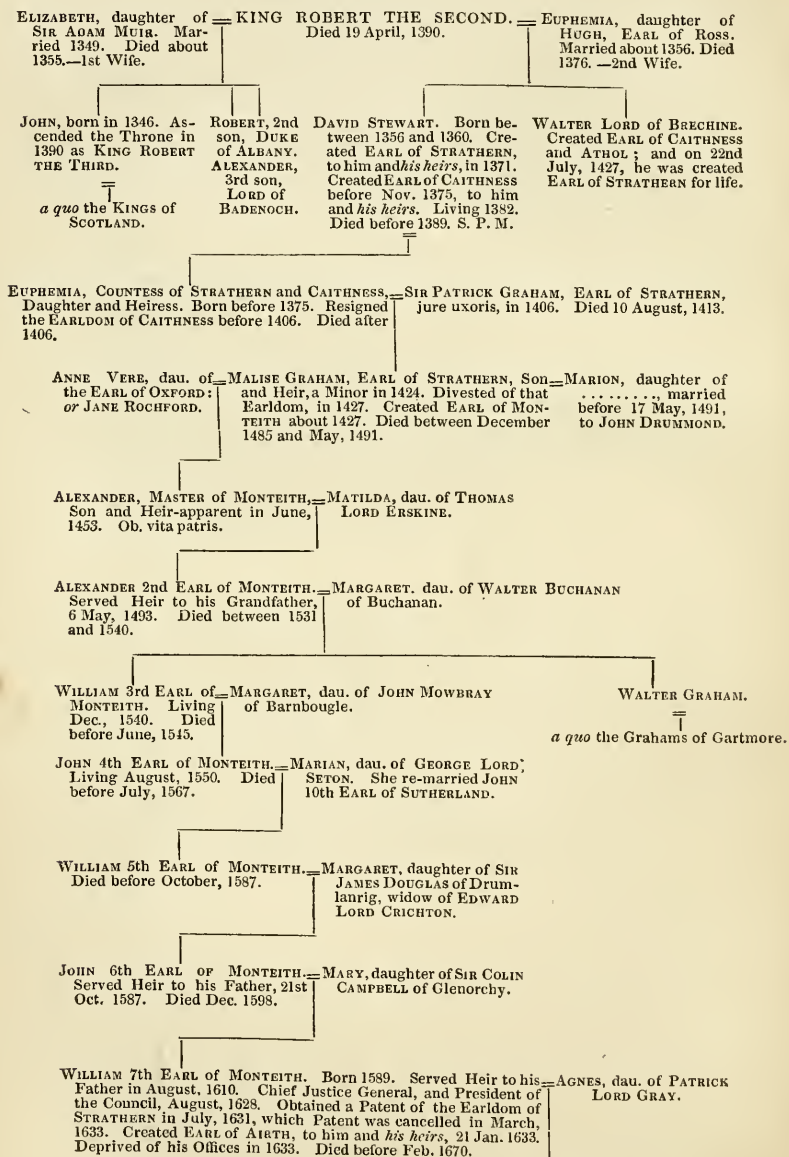 ELIZABETH, daughter of
SIR ADAM MUIR. Mar-
ried 1349. Died about
1355.—1st Wife.
KING ROBERT THE SECOND.
Died 19 April, 1390.
EUPHEMIA, daughter of
HUGH, EARL of ROSS.
Married about 1356. Died
1376. —2nd Wife.
JOHN, born in 1346. As-
cended the Throne in
1390 as KING ROBERT
THE THIRD.
a quo the KINGS of
SCOTLAND.
ROBERT, 2nd
son, DUKE
of ALBANY.
ALEXANDER,
3rd son,
LORD of
BADENOCH.
DAVID STEWART. Born be-
tween 1356 and 1360. Cre-
ated EARL of STRATHERN,
to him and his heirs, in 1371.
Created EARL of CAITHNESS
before Nov. 1375, to him
and his heirs. Living 1382.
Died before 1389. S. P. M.
WALTER LORD of BRECHINE.
Created EARL of CAITHNESS
and ATHOL ; and on 22nd
July, 1427, he was created
EARL of STRATHERN for life.
EUPHEMIA, COUNTESS of STRATHERN and CAITHNESS,
Daughter and Heiress. Born before 1375. Resigned
the EARLDOM of CAITHNESS before 1406. Died after
1406.
SIR PATRICK GRAHAM, EARL of STRATHERN,
jure uxoris, in 1406. Died 10 August, 1413.
ANNE VERE, dau. of
the EARL of OXFORD:
or JANE ROCHFORD.
MALISE GRAHAM, EARL of STRATHERN, Son
and Heir, a Minor in 1424. Divested of that
Earldom, in 1427. Created EARL of MON-
TEITH about 1427. Died between December
1485 and May, 1491.
MARION, daughter of
........., married
before 17 May, 1491,
to JOHN DRUMMOND.
ALEXANDER, MASTER of MONTEITH,
Son and Heir-apparent in June,
1453. Ob. vita patris.
MATILDA, dau. of THOMAS
LORD ERSKINE.
ALEXANDER 2nd EARL of MONTEITH.
Served Heir to his Grandfather,
6 May, 1493. Died between 1531
and 1540.
MARGARET. dau. of WALTER BUCHANAN
of Buchanan.
WILLIAM 3rd EARL of
MONTEITH. Living
Dec., 1540. Died
before June, 1545.
MARGARET, dau. of JOHN MOWBRAY
of Barnbougle.
WALTER GRAHAM.
a quo the Grahams of Gartmore.
JOHN 4th EARL of MONTEITH.
Living August, 1550. Died
before July, 1567.
MARIAN, dau. of GEORGE LORD
SETON. She re-married JOHN
10th EARL of SUTHERLAND.
WILLIAM 5th EARL of MONTEITH.
Died before October, 1587.
MARGARET, daughter of SIR
JAMES DOUGLAS of Drum-
lanrig, widow of EDWARD
LORD CRICHTON.
JOHN 6th EARL OF MONTEITH.
Served Heir to his Father, 21st
Oct. 1587. Died Dec. 1598.
MARY, daughter of SIR COLIN
CAMPBELL of Glenorchy.
WILLIAM 7th EARL of MONTEITH. Born 1589. Served Heir to his
Father in August, 1610. Chief Justice General, and President of
the Council, August, 1628. Obtained a Patent of the Earldom of
STRATHERN in July, 1631, which Patent was cancelled in March,
1633. Created EARL of AIRTH, to him and his heirs, 21 Jan. 1633.
Deprived of his Offices in 1633. Died before Feb. 1670.
AGNES, dau. of PATRICK
LORD GRAY.